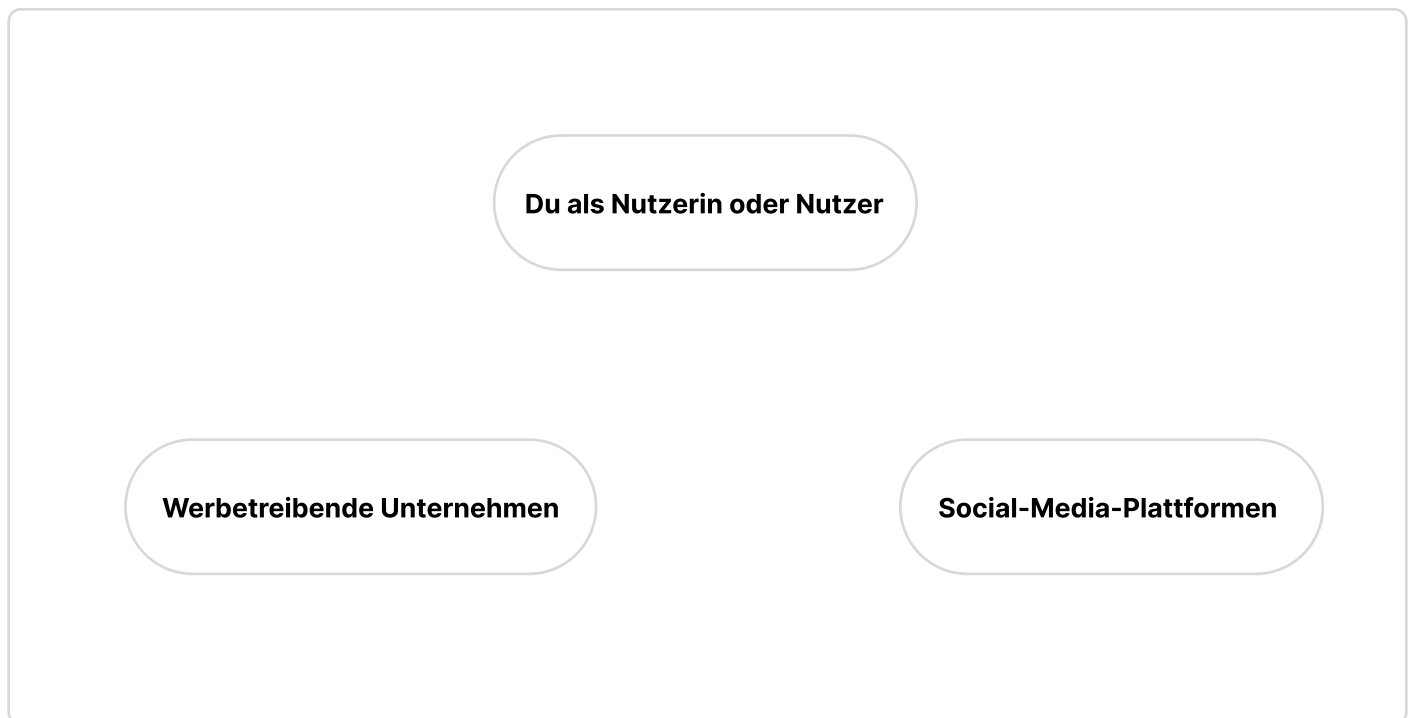 Du als Nutzerin oder Nutzer
Werbetreibende Unternehmen
Social-Media-Plattformen